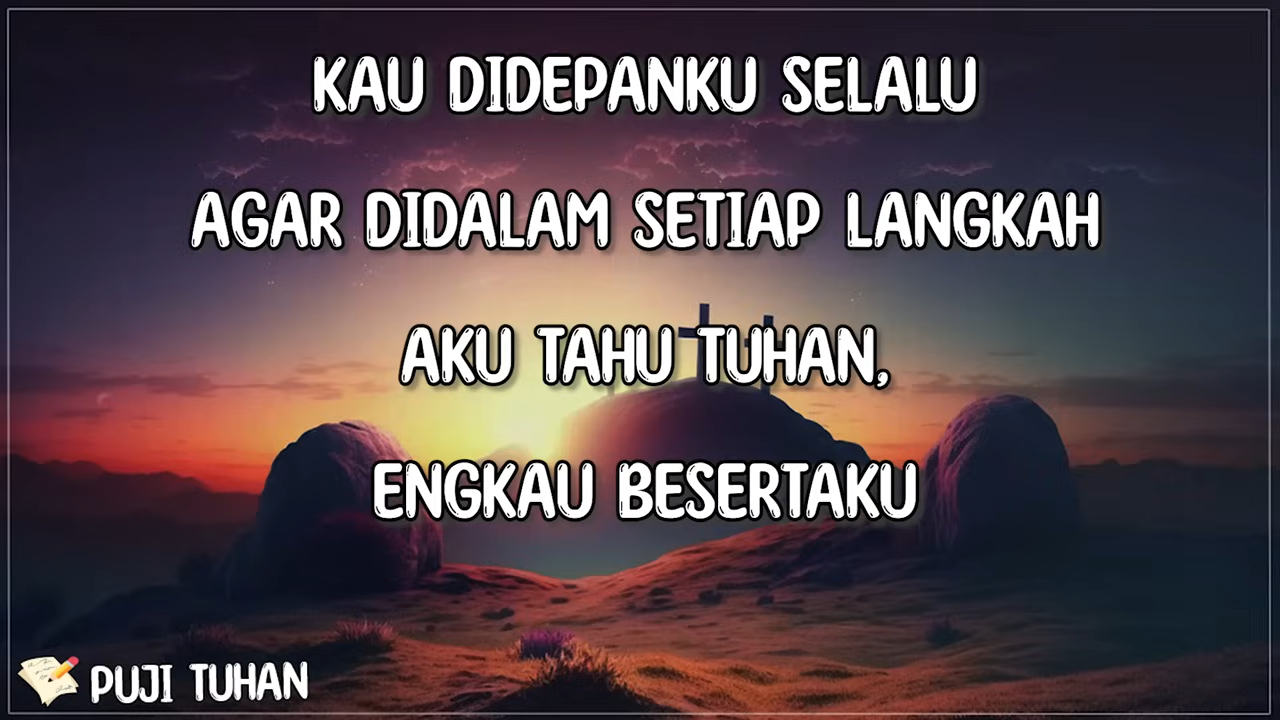 KAU DIDEPANKU SELALU
AGAR DIDALAM SETIAP LANGKAH
AKU TAHU TUHAN,
ENGKAU BESERTAKU
PUJI TUHAN